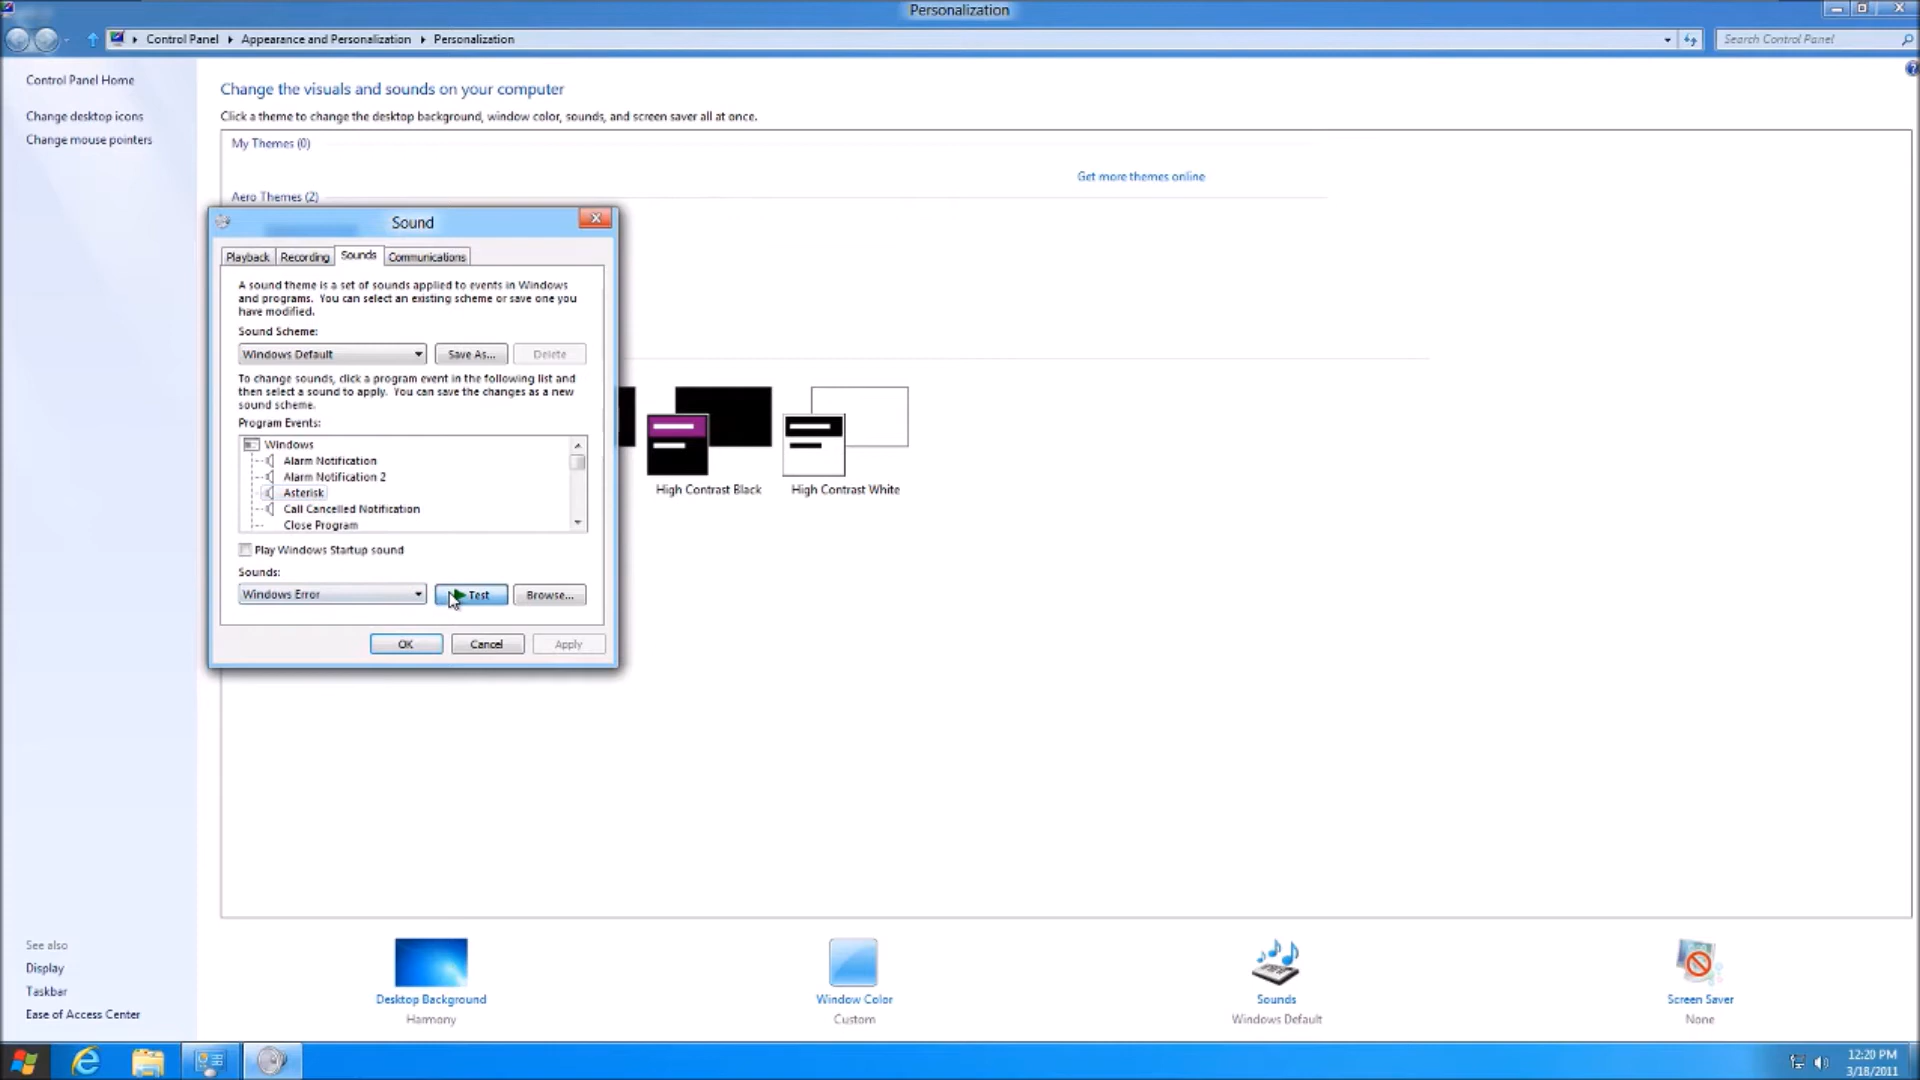 Personalization
Control Panel
Appearance and Personalization
Personalization
Search Control Panel
Control Panel Home
Change desktop icons
Change mouse pointers
Change the visuals and sounds on your computer
Click a theme to change the desktop background, window color, sounds, and screen saver all at once.
My Themes (0)
Get more themes online
Aero Themes (2)
Sound
Playback
Recording
Sounds
Communications
A sound theme is a set of sounds applied to events in Windows
and programs. You can select an existing scheme or save one you
have modified.
Sound Scheme:
Windows Default
Save As...
Delete
To change sounds, click a program event in the following list and
then select a sound to apply. You can save the changes as a new
sound scheme.
Program Events:
Windows
Alarm Notification
Alarm Notification 2
Asterisk
Call Cancelled Notification
Close Program
Play Windows Startup sound
Sounds:
Windows Error
Test
Browse...
OK
Cancel
Apply
High Contrast Black
High Contrast White
See also
Display
Taskbar
Ease of Access Center
Desktop Background
Harmony
Window Color
Custom
Sounds
Windows Default
Screen Saver
None
12:20 PM
3/18/2011